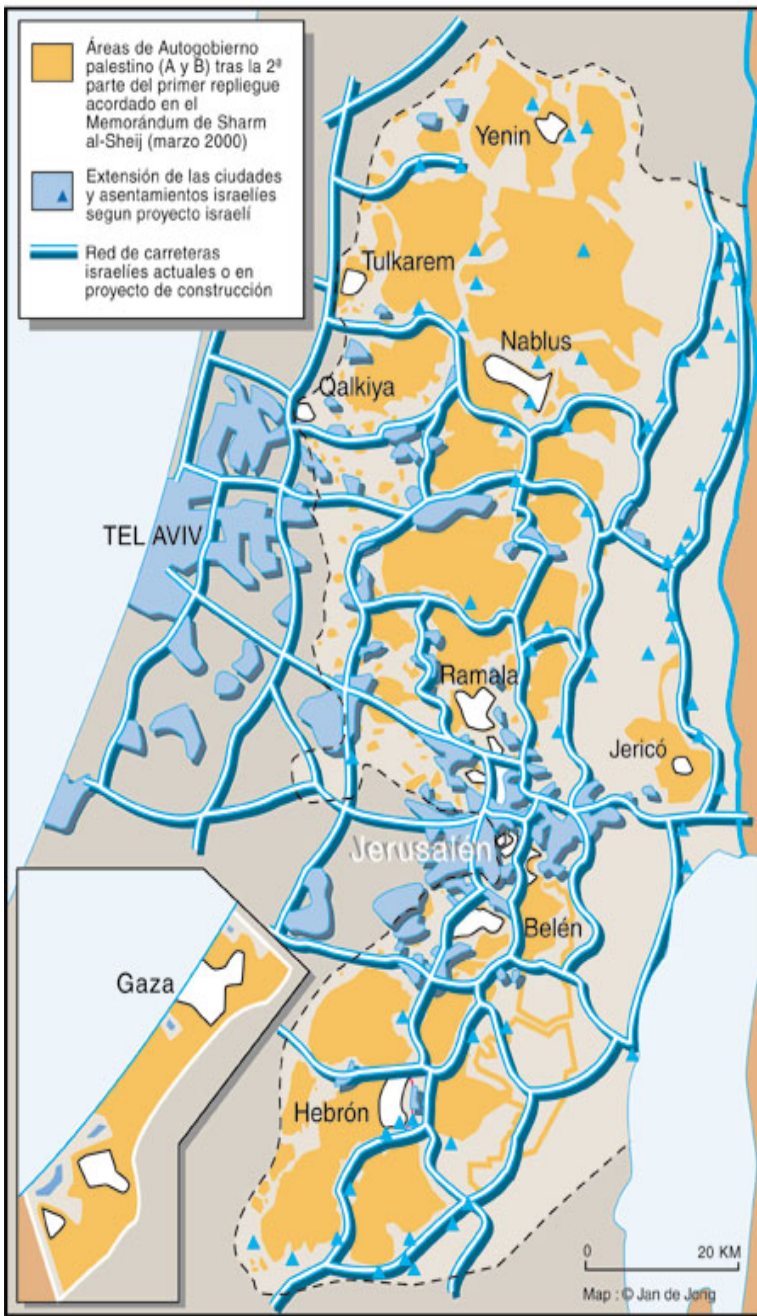 Áreas de Autogobierno
palestino (A y B) tras la 2ª
parte del primer repliegue
acordado en el
Memorándum de Sharm
al-Sheij (marzo 2000)
Extensión de las ciudades
y asentamientos israelíes
segun proyecto israelí
Red de carreteras
israelíes actuales o en
proyecto de construcción
Yenin
Tulkarem
Nablus
Qalkiya
TEL AVIV
Ramala
Jericó
Jerusalén
Belén
Gaza
Hebrón
0 20 KM
Map : © Jan de Jong